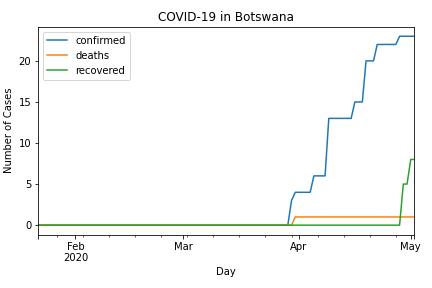 COVID-19 in Botswana
confirmed
deaths
recovered
Number of Cases
20
15
10
5
0
Feb
2020
Mar
Apr
May
Day